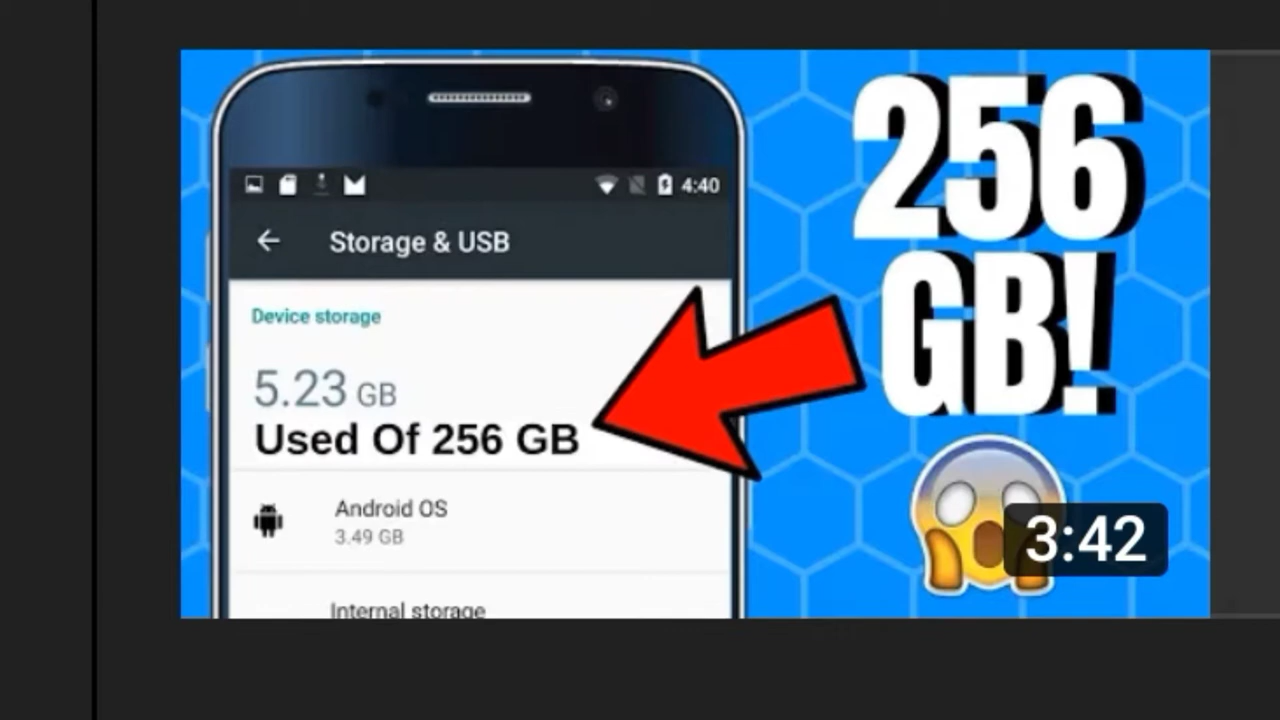 4:40
Storage & USB
Device storage
5.23 GB
Used Of 256 GB
Android OS
3.49 GB
Internal storage
256
GB!
3:42